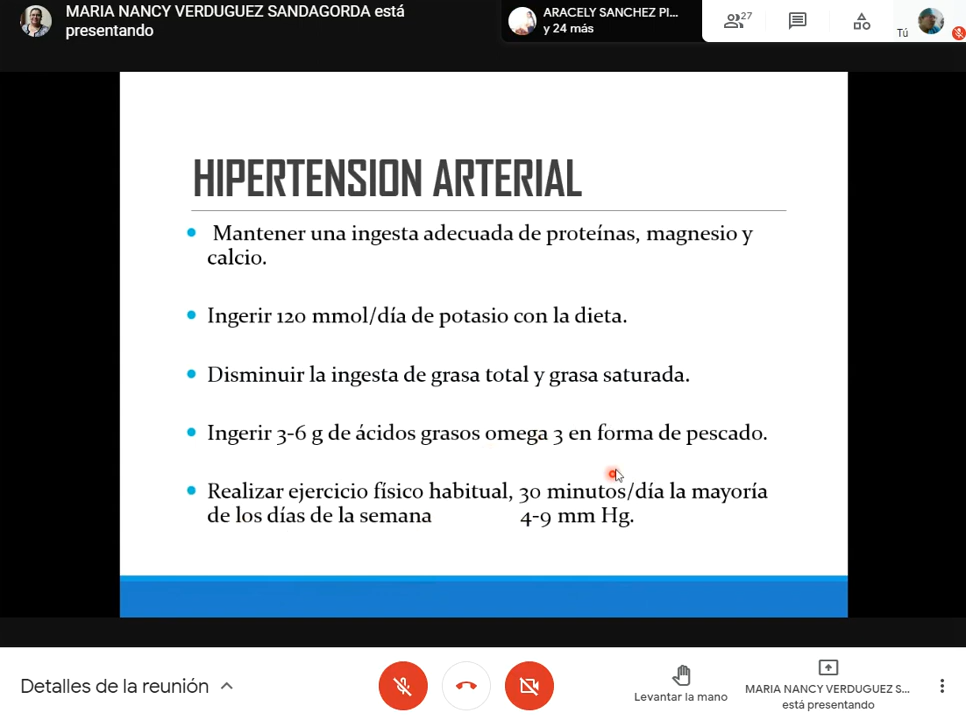 MARIA NANCY VERDUGUEZ SANDAGORDA está
presentando
ARACELY SANCHEZ PI...
y 24 más
27
Tú
HIPERTENSION ARTERIAL
Mantener una ingesta adecuada de proteínas, magnesio y
calcio.
Ingerir 120 mmol/día de potasio con la dieta.
Disminuir la ingesta de grasa total y grasa saturada.
Ingerir 3-6 g de ácidos grasos omega 3 en forma de pescado.
Realizar ejercicio físico habitual, 30 minutos/día la mayoría
de los días de la semana 4-9 mm Hg.
Detalles de la reunión
Levantar la mano
MARIA NANCY VERDUGUEZ S...
está presentando